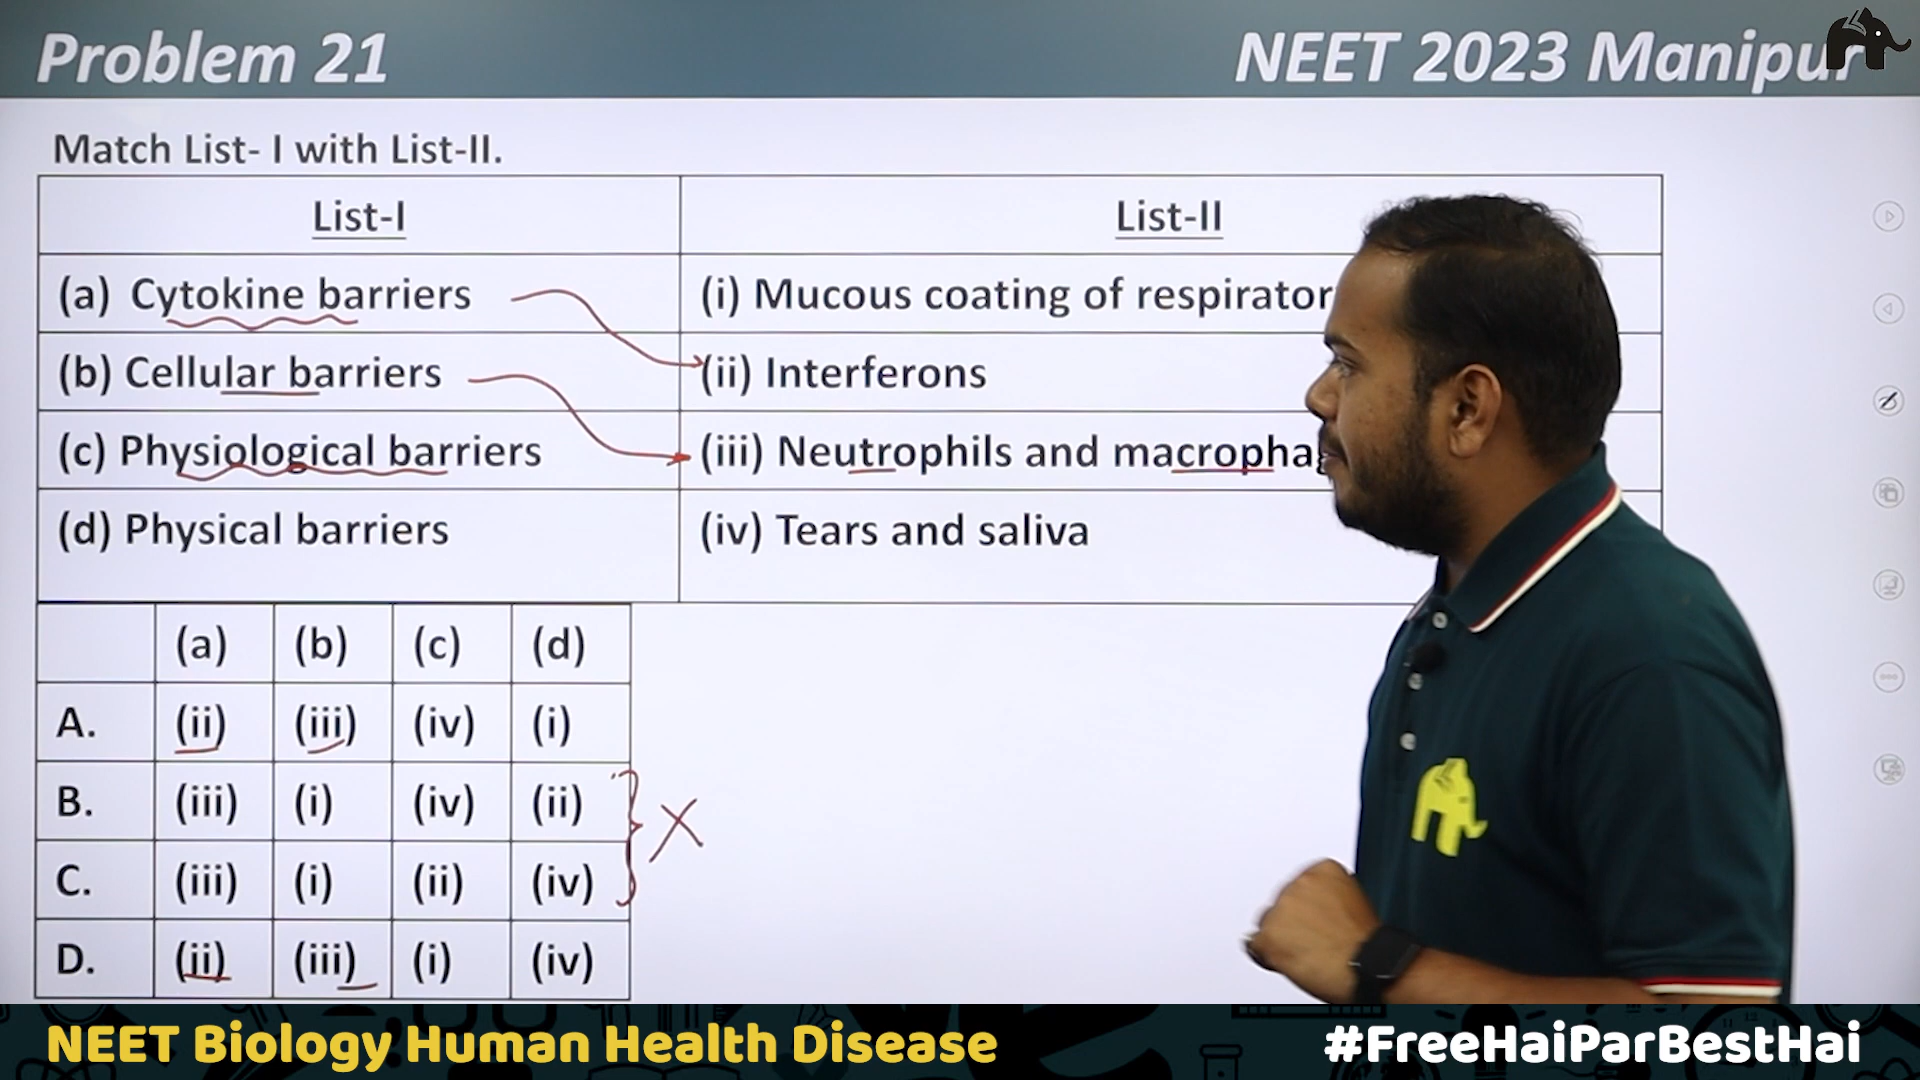 Problem 21
NEET 2023 Manipur
Match List- I with List-II.
List-I
List-II
(a) Cytokine barriers
(i) Mucous coating of
(b) Cellular barriers
(ii) Interferons
(c) Physiological barriers
(iii) Neutrophils and
(d) Physical barriers
(iv) Tears and saliva
(a) (b) (c) (d)
A. (ii) (iii) (iv) (i)
B. (iii) (i) (iv) (ii)
C. (iii) (i) (ii) (iv)
D. (ii) (iii) (i) (iv)
X
NEET Biology Human Health Disease
#FreeHaiParBestHai